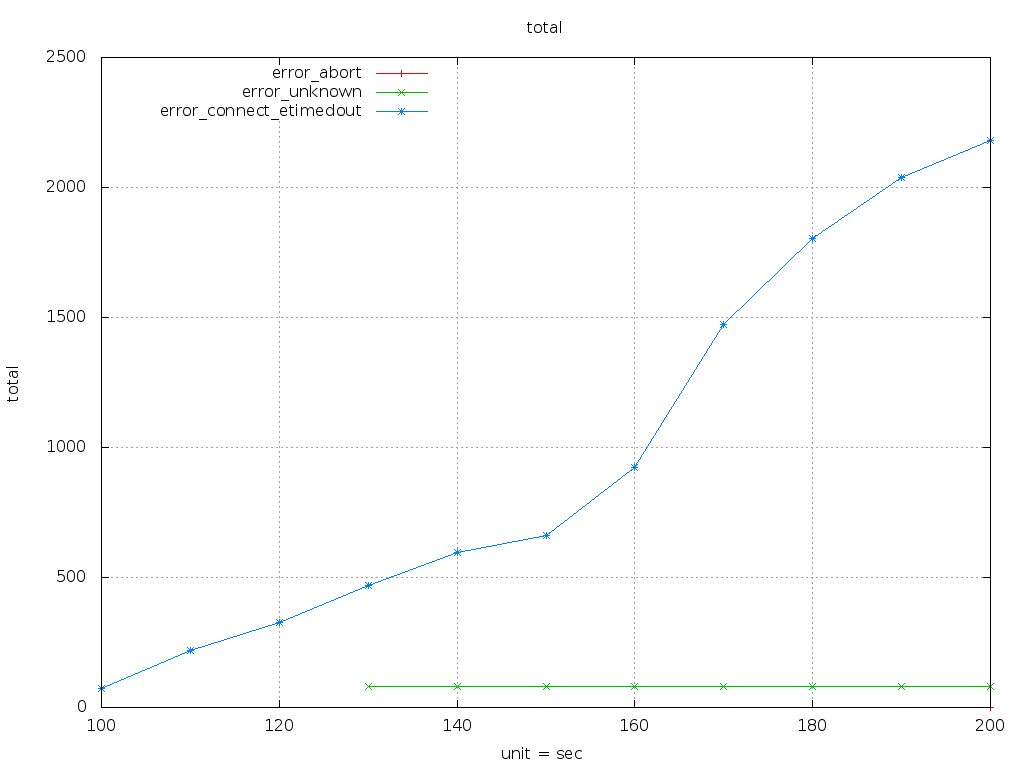 total
2500
error_abort
error_unknown
error_connect_etimedout
2000
1500
total
1000
500
0
100 120 140 160 180 200
unit = sec